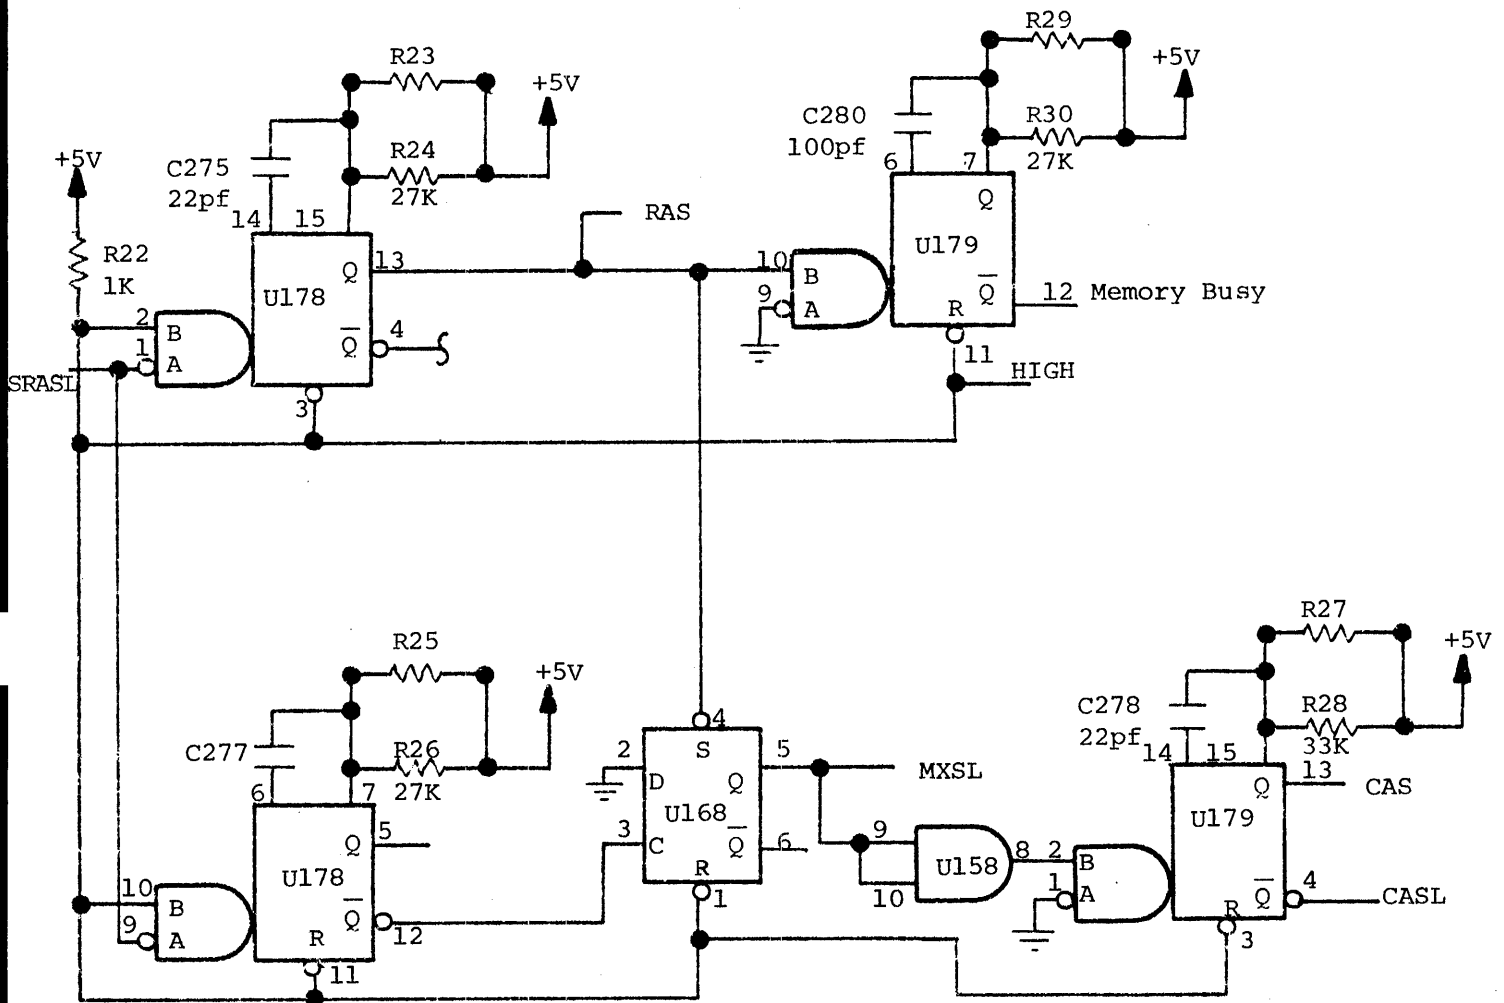 R29
R23
+5V
+5V
C280
100pf
R30
27K
+5V
R24
27K
C275
22pf
6
7
Q
14
15
RAS
R22
1K
Q
13
10
B
U179
U178
9
A
Q
12
Memory Busy
2
B
R
1
A
Q
4
11
SRASL
HIGH
3
R27
R25
+5V
+5V
C278
22pf
R28
33K
4
2
S
5
C277
R26
27K
14
15
MXSL
D
Q
13
CAS
6
7
U168
Q
U179
3
C
Q
6
9
Q
5
R
U158
8
2
B
U178
1
10
1
A
Q
4
CASL
10
B
Q
12
R
3
9
A
R
11